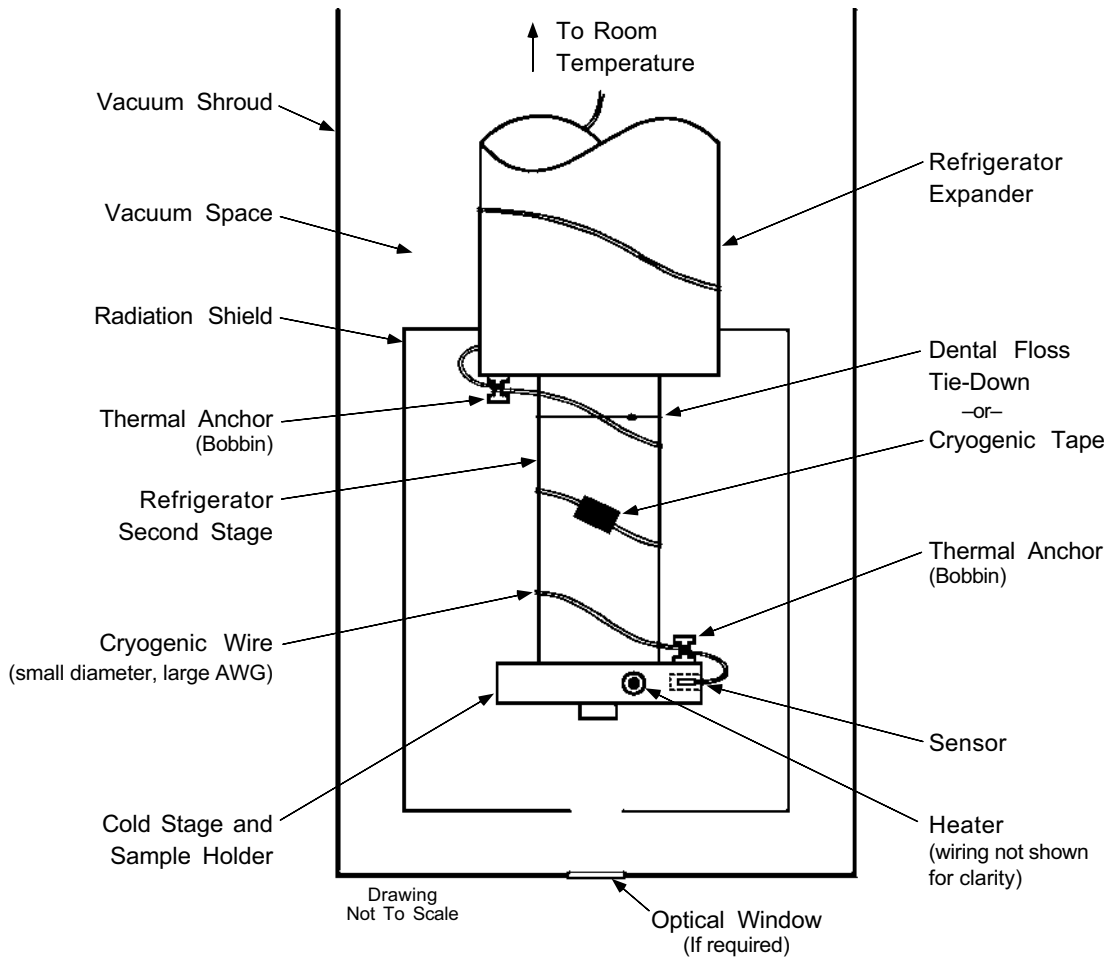 To Room
Temperature
Vacuum Shroud
Vacuum Space
Radiation Shield
Thermal Anchor
(Bobbin)
Refrigerator
Second Stage
Cryogenic Wire
(small diameter, large AWG)
Cold Stage and
Sample Holder
Drawing
Not To Scale
Refrigerator
Expander
Dental Floss
Tie-Down
–or–
Cryogenic Tape
Thermal Anchor
(Bobbin)
Sensor
Heater
(wiring not shown
for clarity)
Optical Window
(If required)